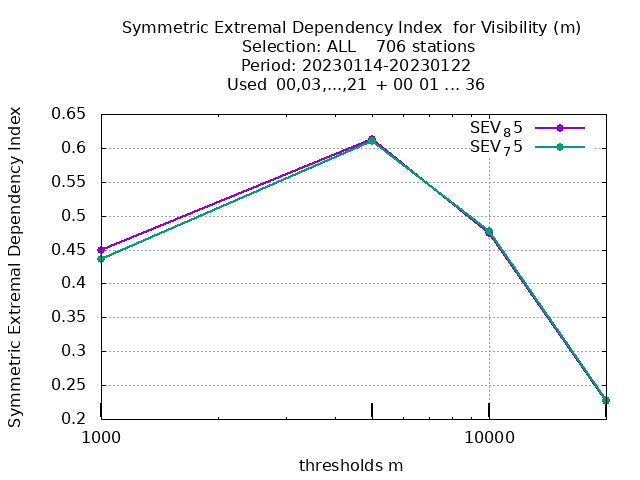 Symmetric Extremal Dependency Index  for Visibility (m)
Selection: ALL    706 stations
Period: 20230114-20230122
Used  00,03,...,21  + 00 01 ... 36
SEV₈5
SEV₇5
Symmetric Extremal Dependency Index
0.65
0.6
0.55
0.5
0.45
0.4
0.35
0.3
0.25
0.2
1000 10000
thresholds m